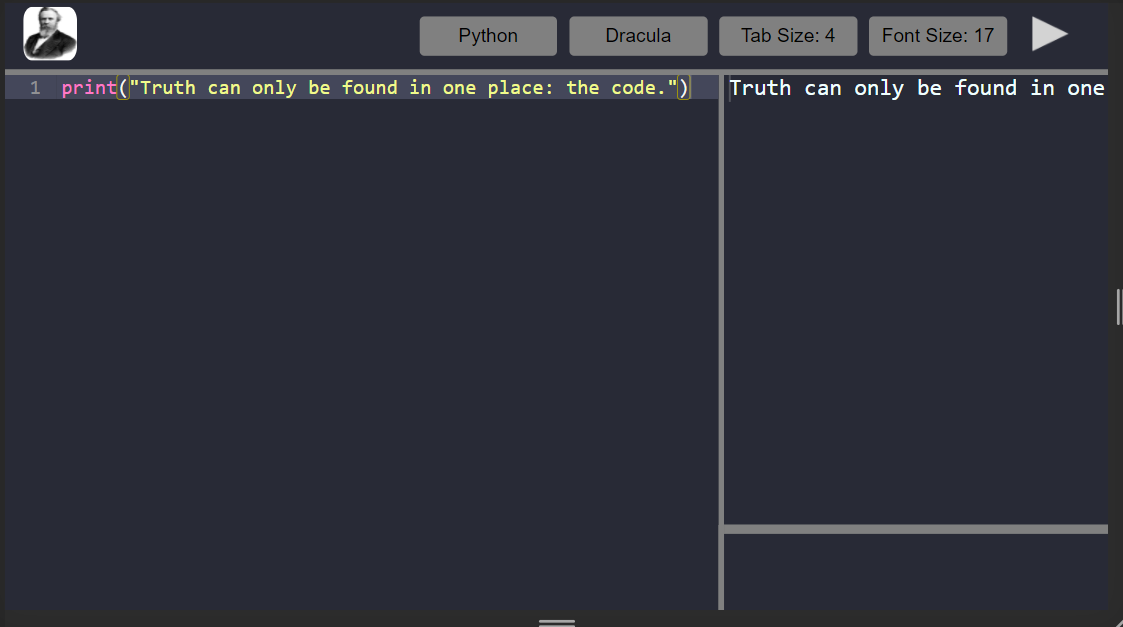 Python Dracula Tab Size: 4 Font Size: 17
1 print("Truth can only be found in one place: the code.")
Truth can only be found in one